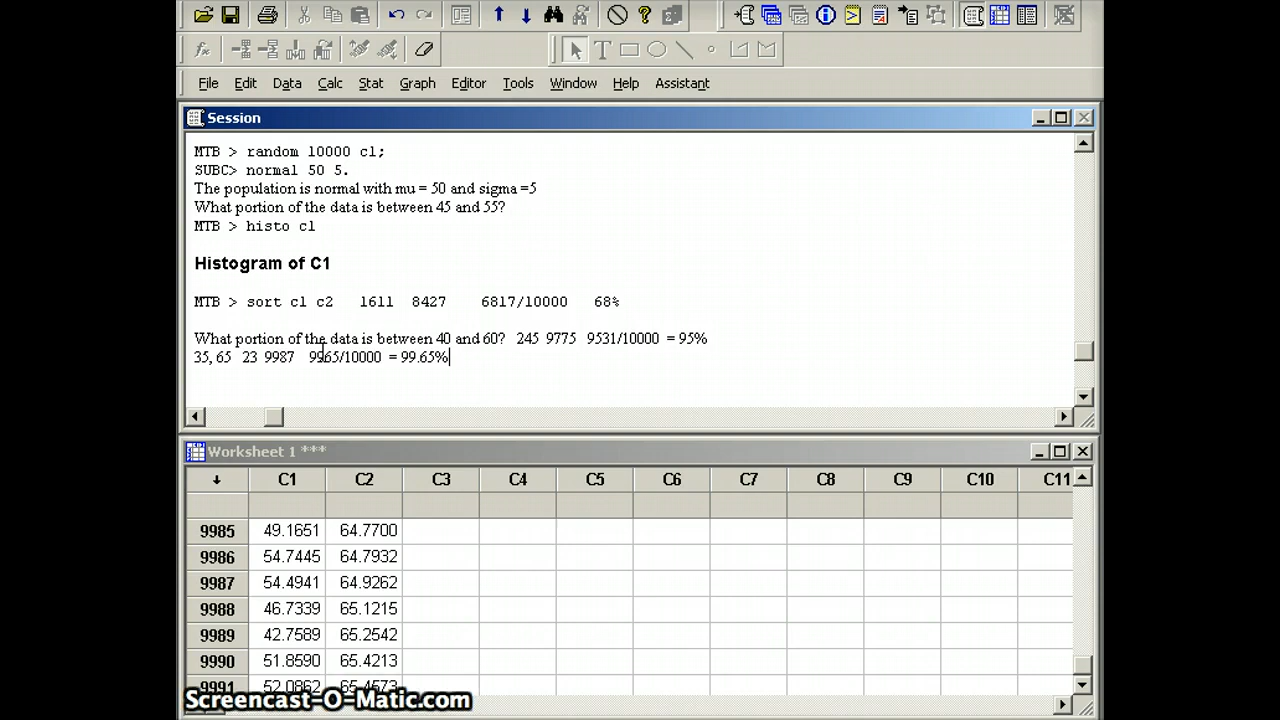 File Edit Data Calc Stat Graph Editor Tools Window Help Assistant
Session
MTB > random 10000 c1;
SUBC> normal 50 5.
The population is normal with mu = 50 and sigma =5
What portion of the data is between 45 and 55?
MTB > histo c1
Histogram of C1
MTB > sort c1 c2 1611 8427 6817/10000 68%
What portion of the data is between 40 and 60? 245 9775 9531/10000 = 95%
35, 65 23 9987 9965/10000 = 99.65%
Worksheet 1 ***
C1 C2 C3 C4 C5 C6 C7 C8 C9 C10 C11
9985 49.1651 64.7700
9986 54.7445 64.7932
9987 54.4941 64.9262
9988 46.7339 65.1215
9989 42.7589 65.2542
9990 51.8590 65.4213
9991 52.0862 65.4573
Screencast-O-Matic.com